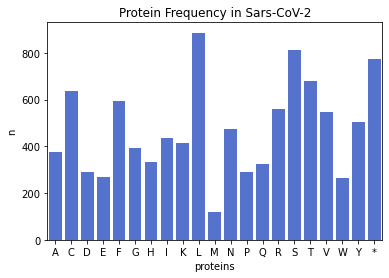 Protein Frequency in Sars-CoV-2
800
600
400
200
0
n
A C D E F G H I K L M N P Q R S T V W Y *
proteins